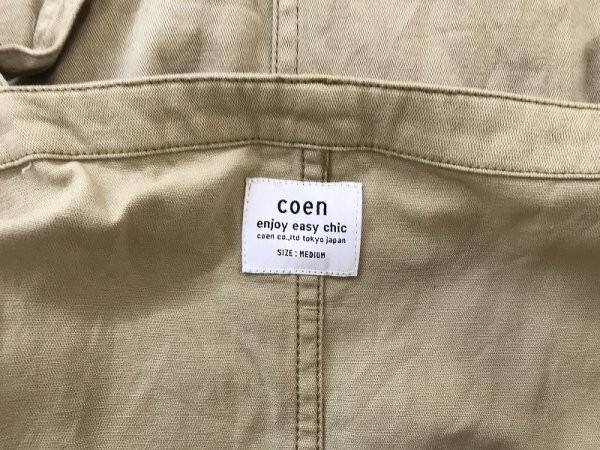 coen
enjoy easy chic
coen co.,ltd tokyo japan
SIZE : MEDIUM